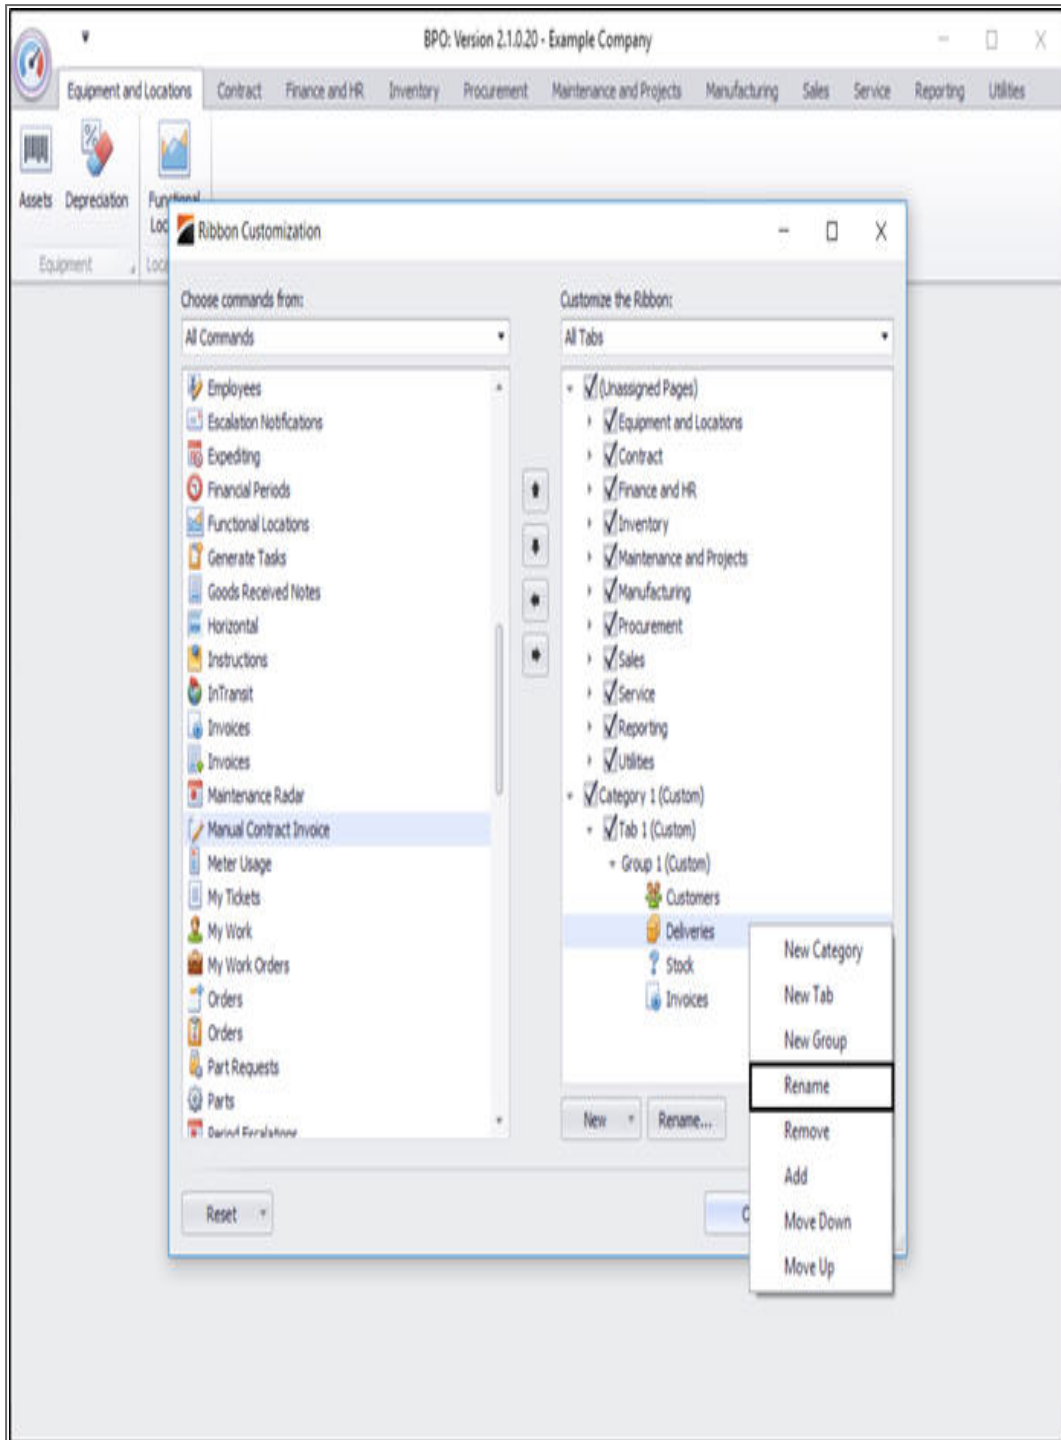 BPO: Version 2.1.0.20 - Example Company
Equipment and Locations Contract Finance and HR Inventory Procurement Maintenance and Projects Manufacturing Sales Service Reporting Utilities
Assets Depreciation Functional
Loc
Equipment Loca
Ribbon Customization
Choose commands from:
All Commands
Employees
Escalation Notifications
Expediting
Financial Periods
Functional Locations
Generate Tasks
Goods Received Notes
Horizontal
Instructions
InTransit
Invoices
Invoices
Maintenance Radar
Manual Contract Invoice
Meter Usage
My Tickets
My Work
My Work Orders
Orders
Orders
Part Requests
Parts
Period Escalations
Customize the Ribbon:
All Tabs
(Unassigned Pages)
Equipment and Locations
Contract
Finance and HR
Inventory
Maintenance and Projects
Manufacturing
Procurement
Sales
Service
Reporting
Utilities
Category 1 (Custom)
Tab 1 (Custom)
Group 1 (Custom)
Customers
Deliveries
Stock
Invoices
New Rename...
New Category
New Tab
New Group
Rename
Remove
Add
Move Down
Move Up
Reset